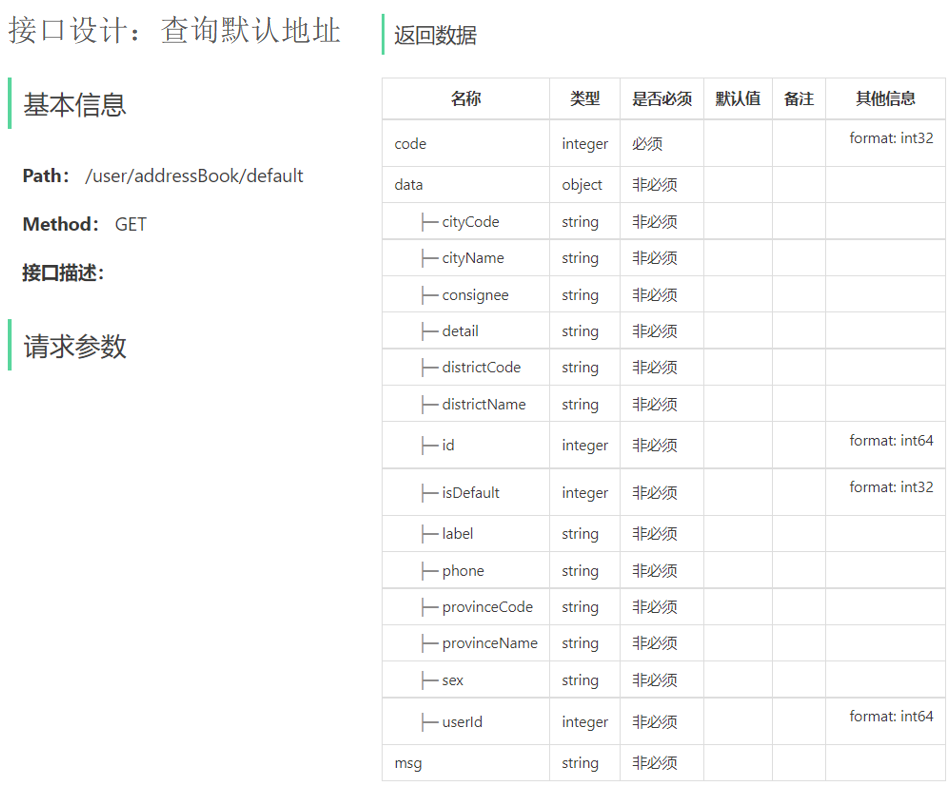 接口设计：查询默认地址
基本信息
Path： /user/addressBook/default
Method： GET
接口描述：
请求参数
返回数据
名称 类型 是否必须 默认值 备注 其他信息
code integer 必须 format: int32
data object 非必须
├─ cityCode string 非必须
├─ cityName string 非必须
├─ consignee string 非必须
├─ detail string 非必须
├─ districtCode string 非必须
├─ districtName string 非必须
├─ id integer 非必须 format: int64
├─ isDefault integer 非必须 format: int32
├─ label string 非必须
├─ phone string 非必须
├─ provinceCode string 非必须
├─ provinceName string 非必须
├─ sex string 非必须
├─ userId integer 非必须 format: int64
msg string 非必须